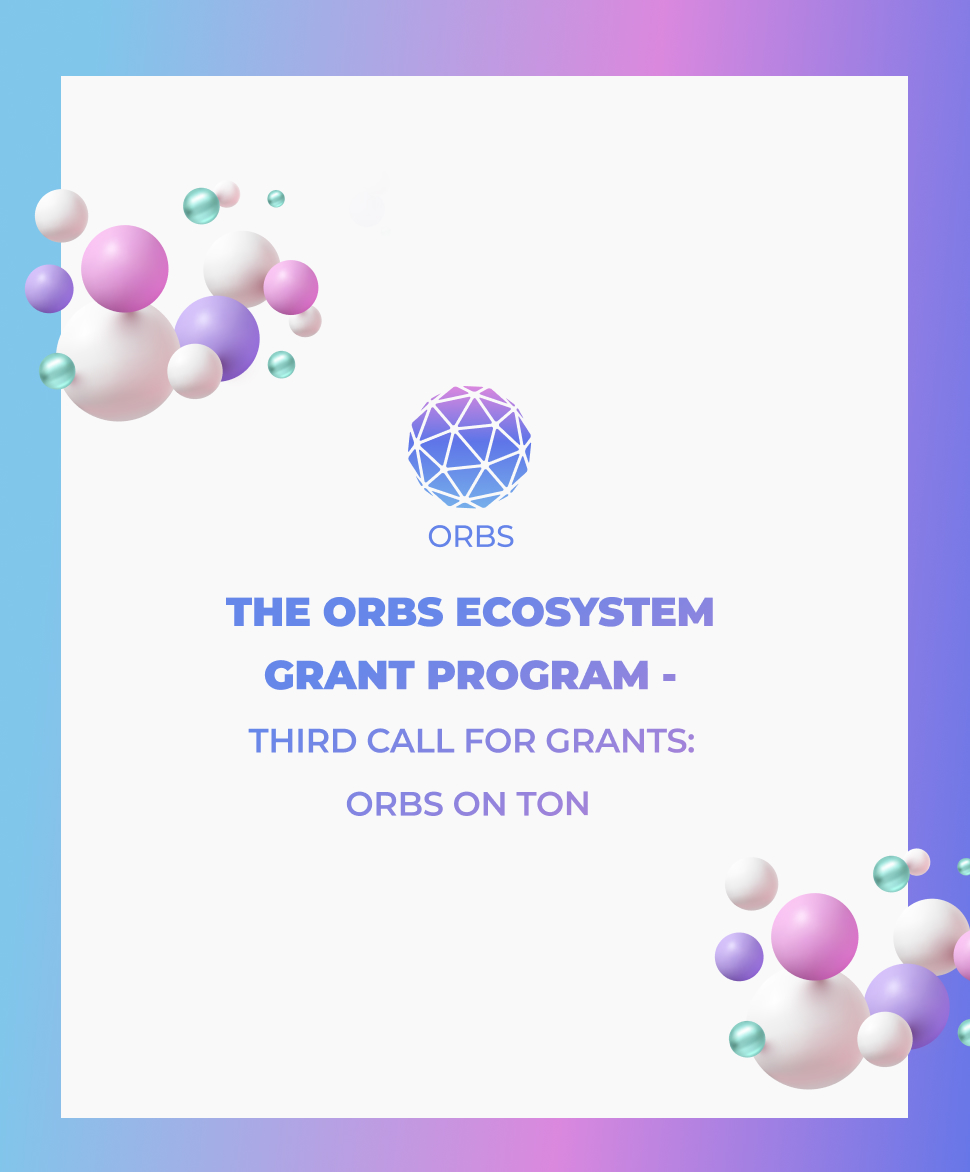 ORBS
THE ORBS ECOSYSTEM
GRANT PROGRAM -
THIRD CALL FOR GRANTS:
ORBS ON TON